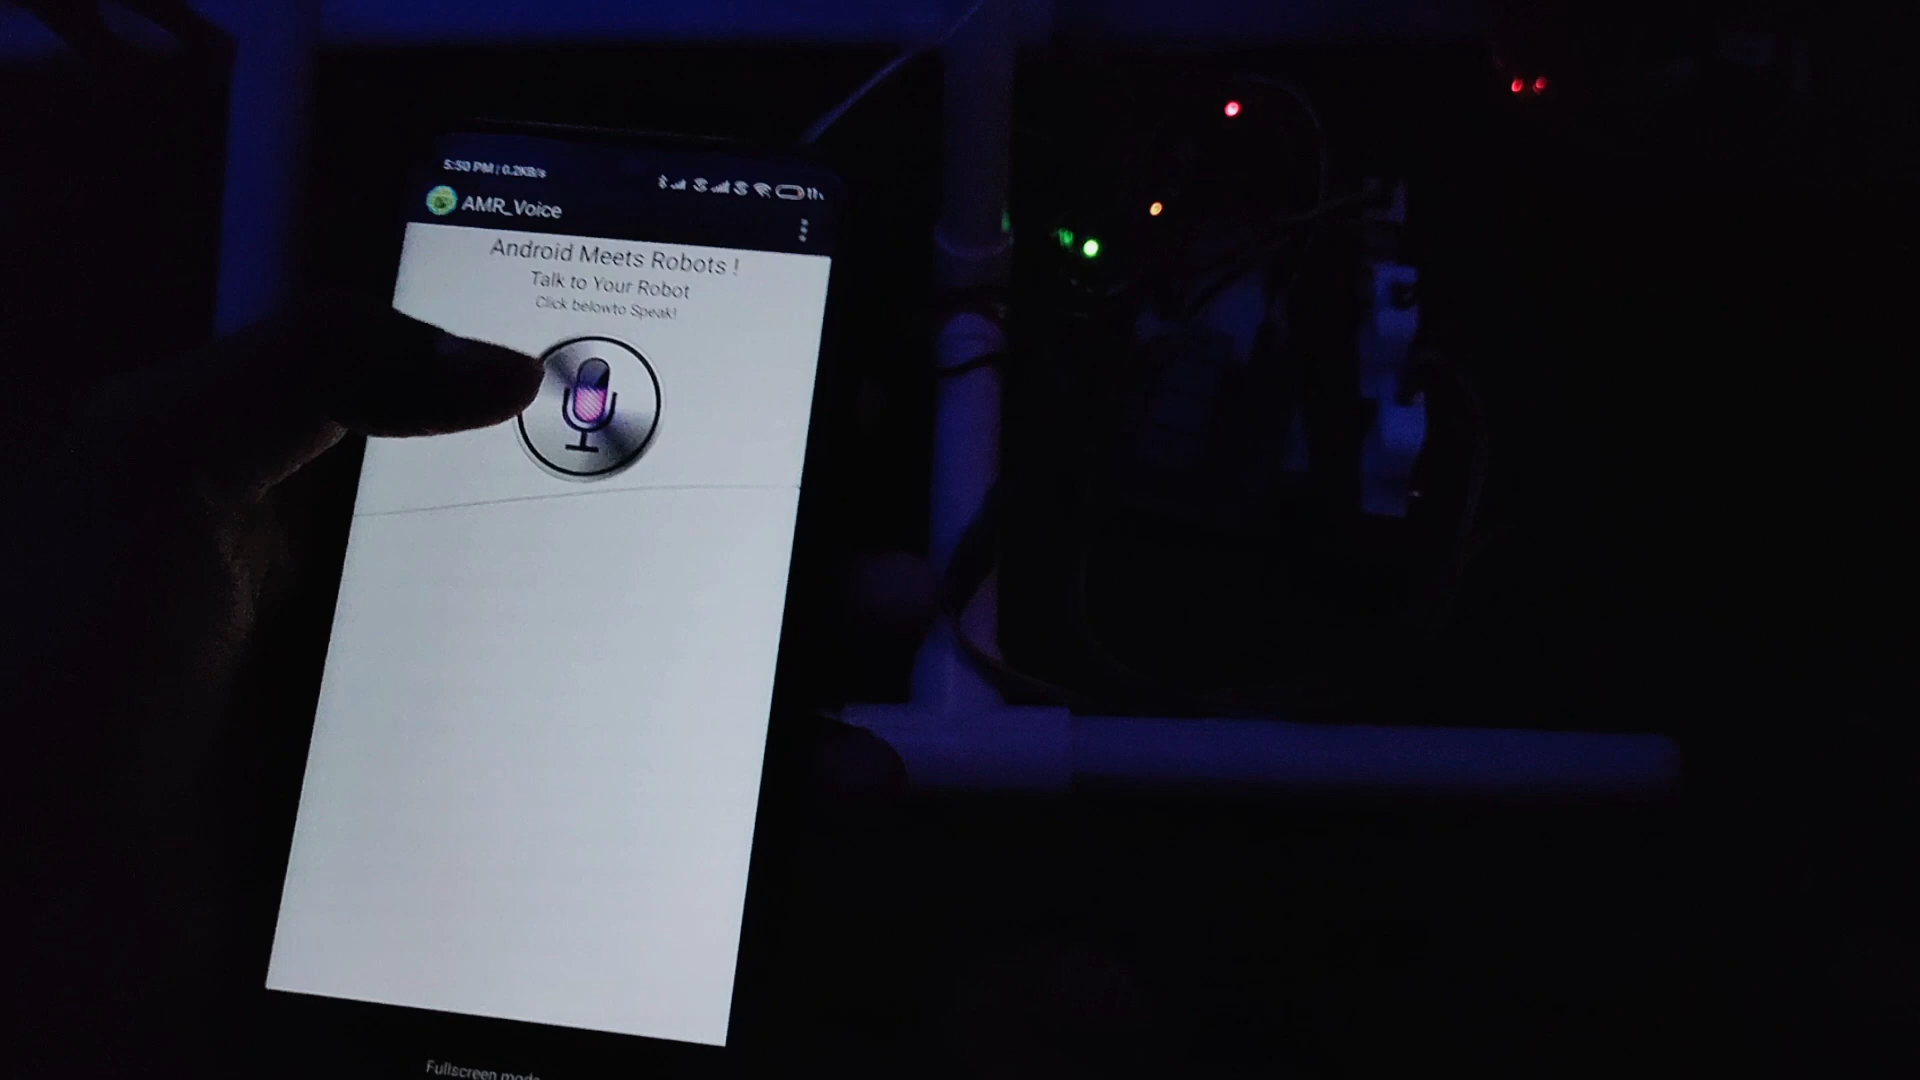 5:50 PM | 0.2KB/s
AMR_Voice
Android Meets Robots !
Talk to Your Robot
Click belowto Speak!
Fullscreen mode